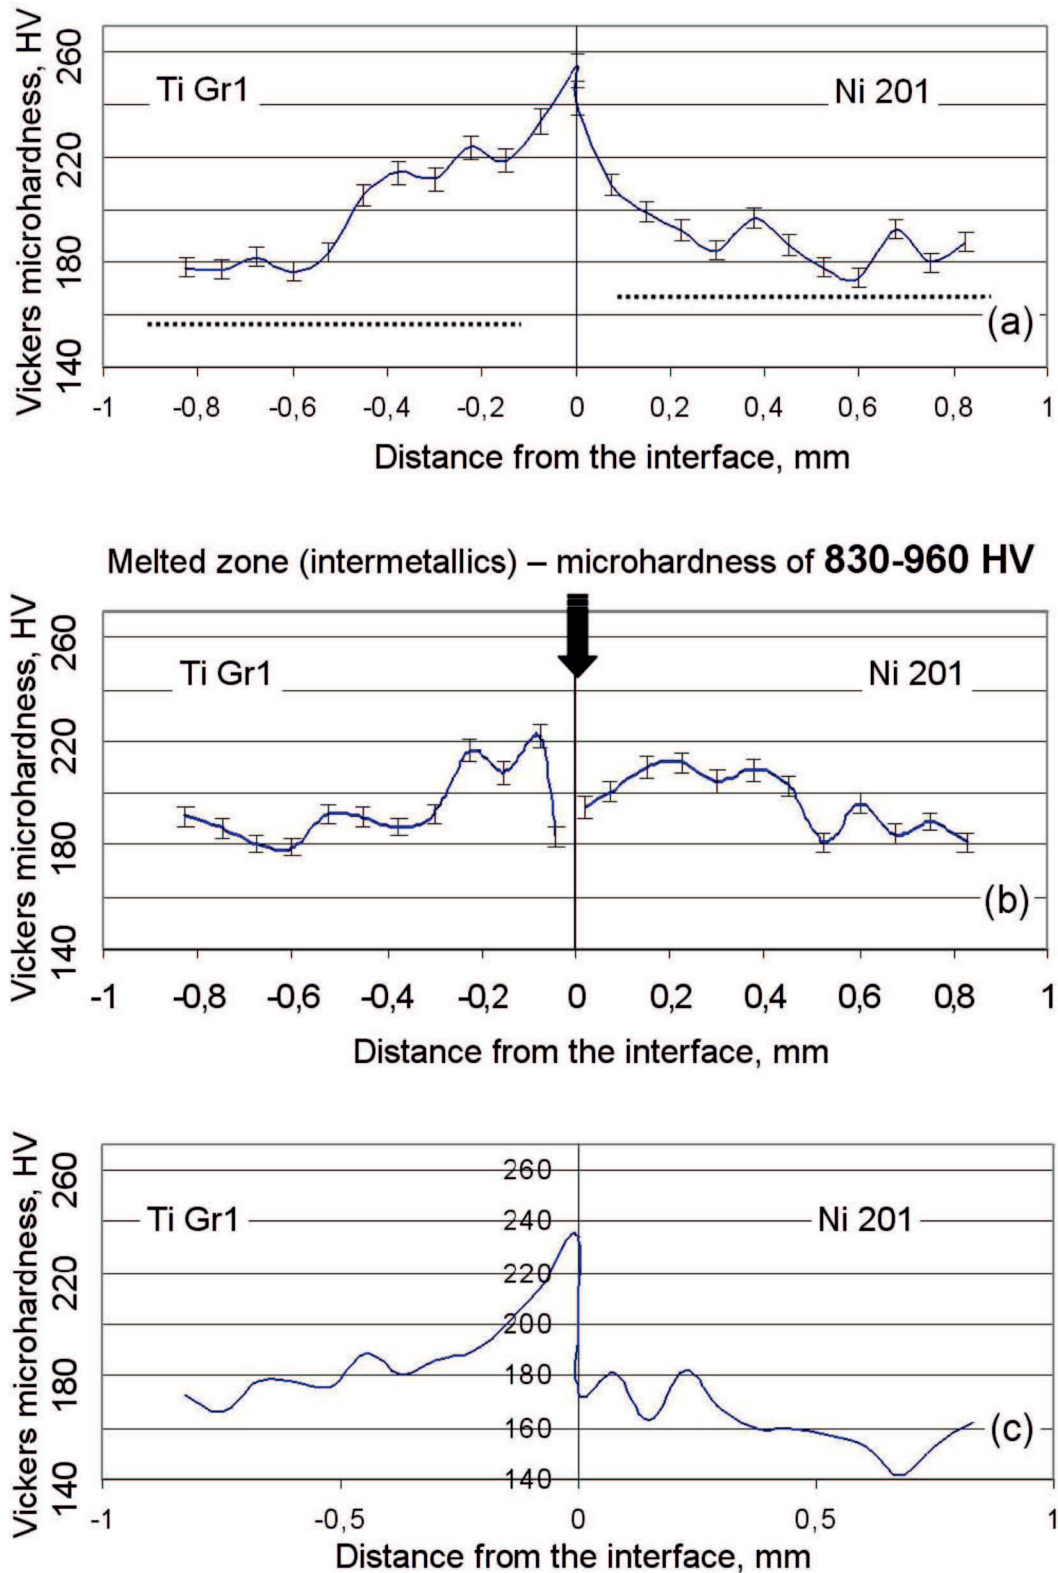 Vickers microhardness, HV
260
220
180
140
Ti Gr1
Ni 201
(a)
-1 -0,8 -0,6 -0,4 -0,2 0 0,2 0,4 0,6 0,8 1
Distance from the interface, mm
Melted zone (intermetallics) – microhardness of 830-960 HV
Vickers microhardness, HV
260
220
180
140
Ti Gr1
Ni 201
(b)
-1 -0,8 -0,6 -0,4 -0,2 0 0,2 0,4 0,6 0,8 1
Distance from the interface, mm
Vickers microhardness, HV
260
220
180
140
Ti Gr1
Ni 201
260
240
220
200
180
160
140
(c)
-1 -0,5 0 0,5 1
Distance from the interface, mm